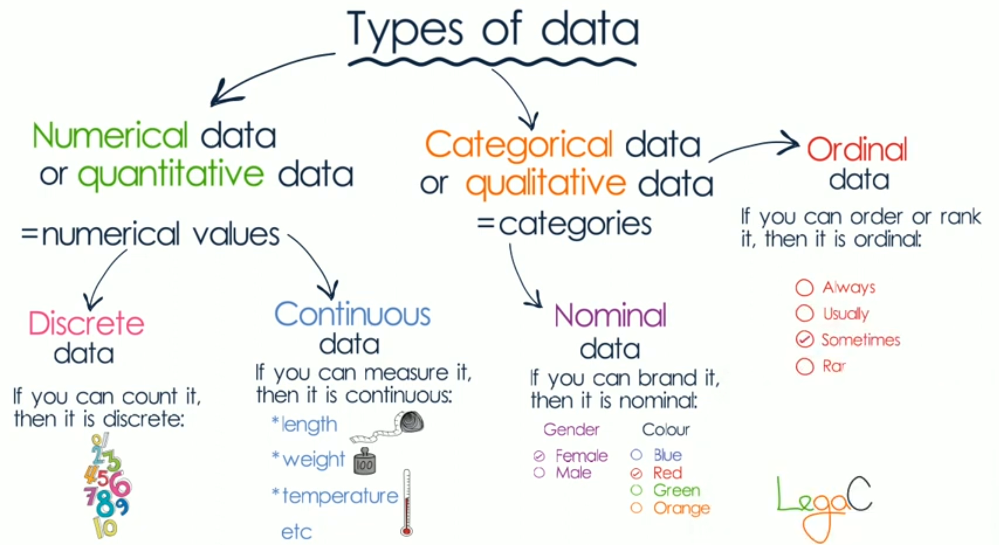 Types of data
Numerical data
or quantitative data
=numerical values
Discrete
data
If you can count it,
then it is discrete:
0 1
2 3
4 5 6
7 8 9
10
Continuous
data
If you can measure it,
then it is continuous:
*length
*weight
100
*temperature
etc
Categorical data
or qualitative data
=categories
Nominal
data
If you can brand it,
then it is nominal:
Gender
Female
Male
Colour
Blue
Red
Green
Orange
Ordinal
data
If you can order or rank
it, then it is ordinal:
Always
Usually
Sometimes
Rar
LegaC